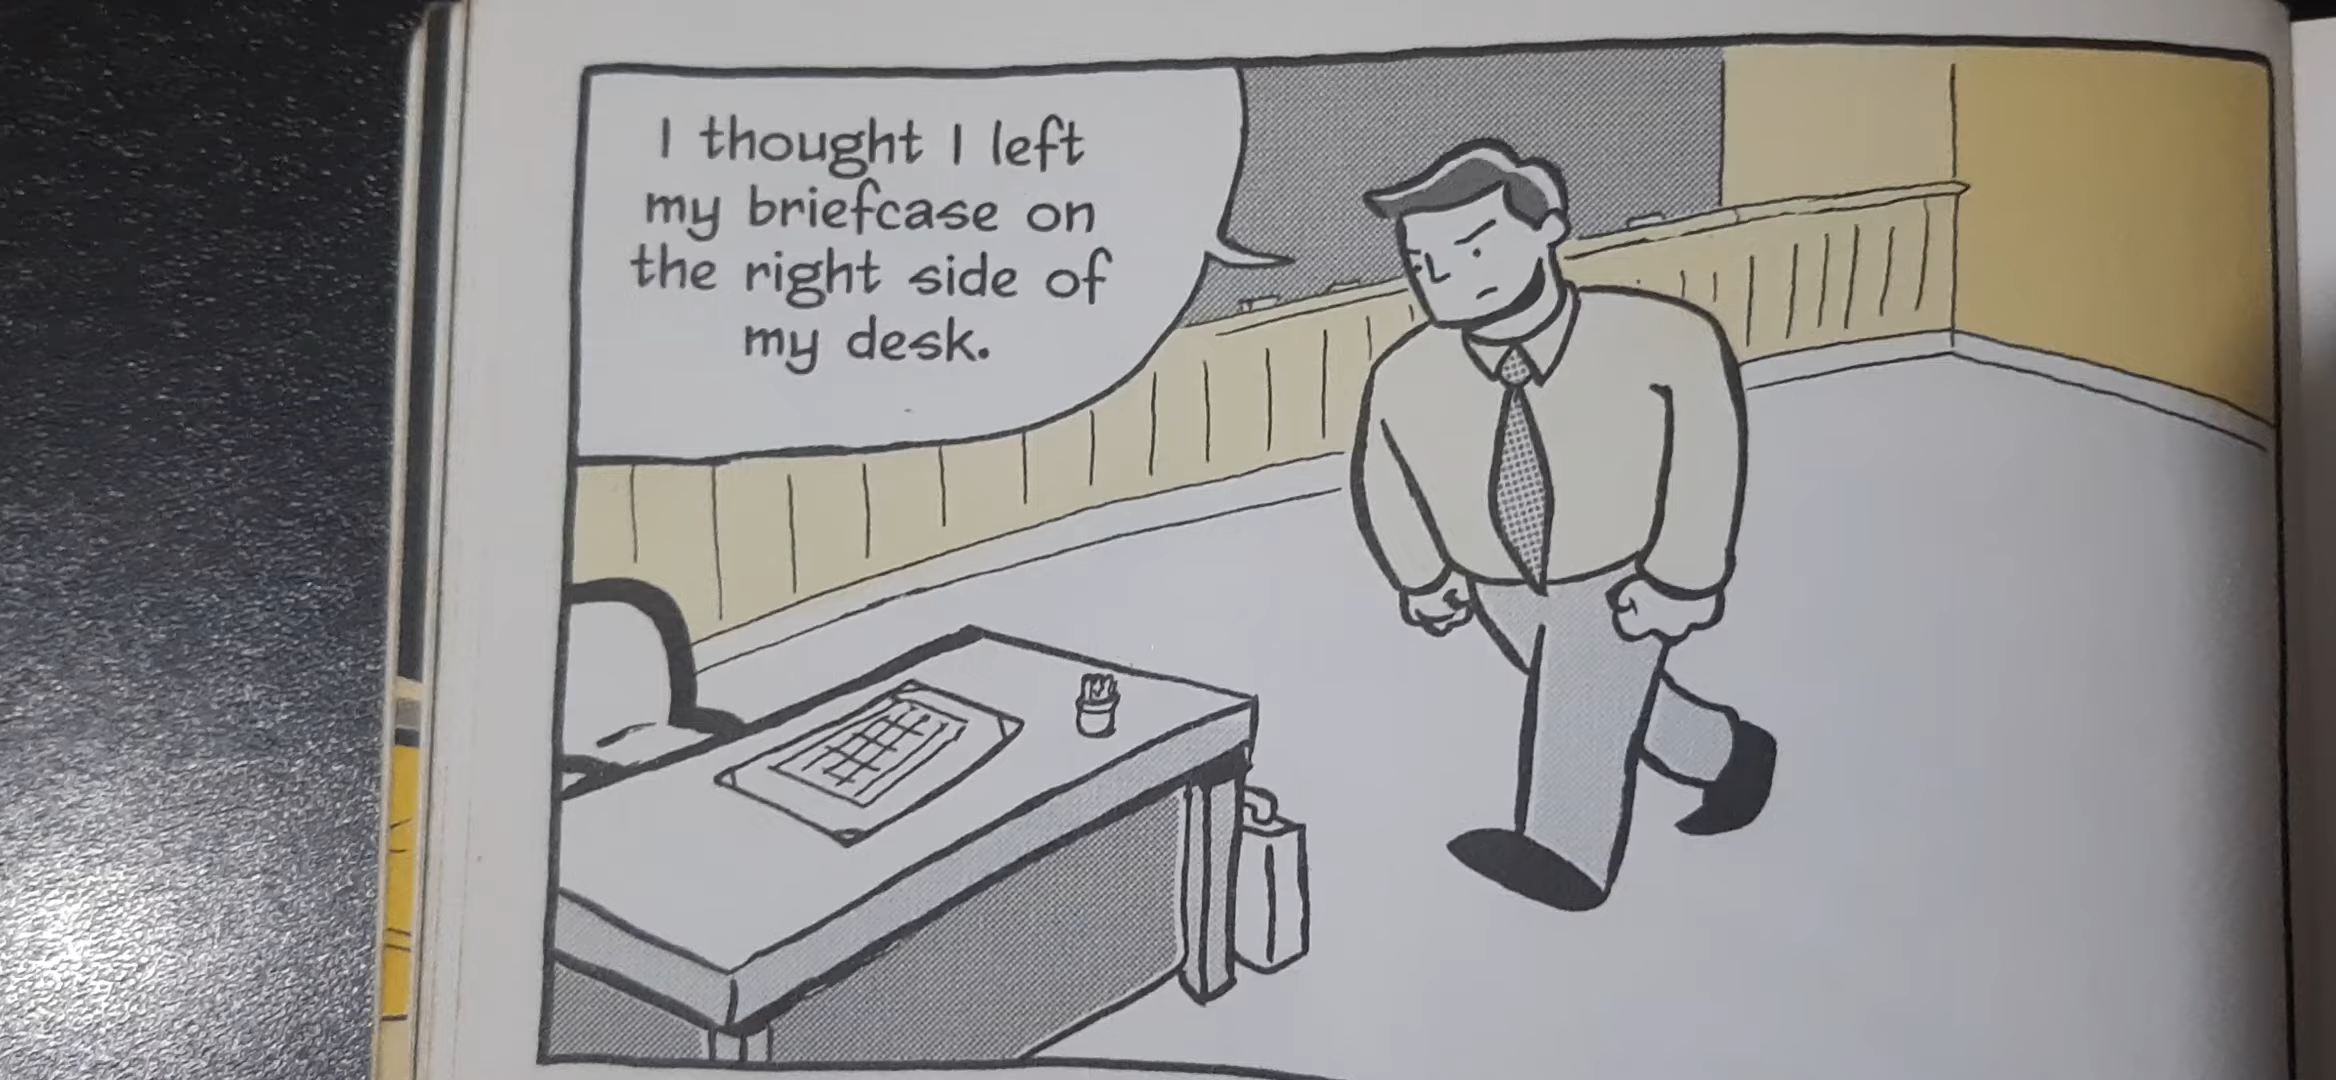 I thought I left
my briefcase on
the right side of
my desk.